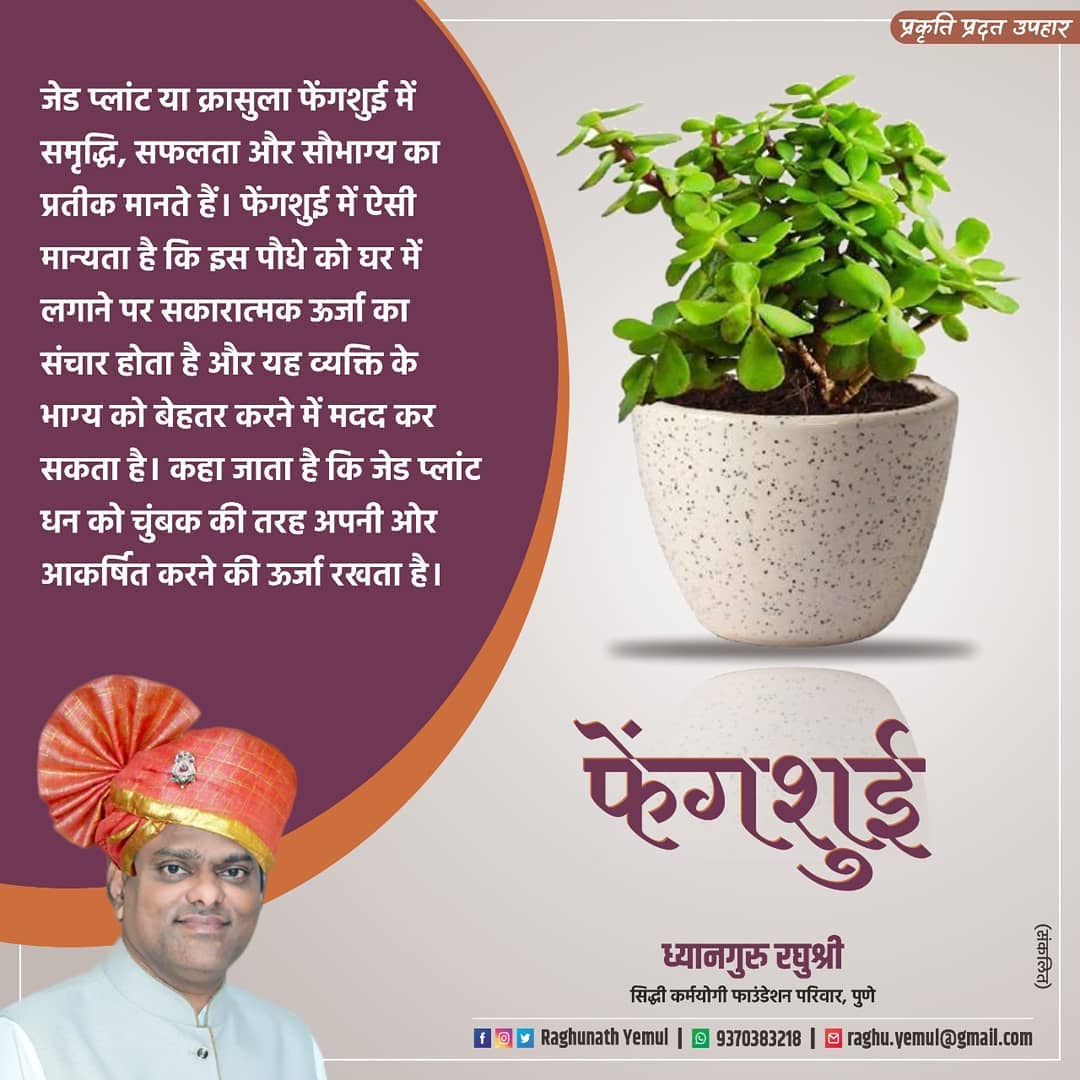 प्रकृति प्रदत उपहार
जेड प्लांट या क्रासुला फेंगशुई में
समृद्धि, सफलता और सौभाग्य का
प्रतीक मानते हैं। फेंगशुई में ऐसी
मान्यता है कि इस पौधे को घर में
लगाने पर सकारात्मक ऊर्जा का
संचार होता है और यह व्यक्ति के
भाग्य को बेहतर करने में मदद कर
सकता है। कहा जाता है कि जेड प्लांट
धन को चुंबक की तरह अपनी ओर
आकर्षित करने की ऊर्जा रखता है।
फेंगशुई
(संकलित)
ध्यानगुरु रघुश्री
सिद्धी कर्मयोगी फाउंडेशन परिवार, पुणे
Raghunath Yemul | 9370383218 | raghu.yemul@gmail.com